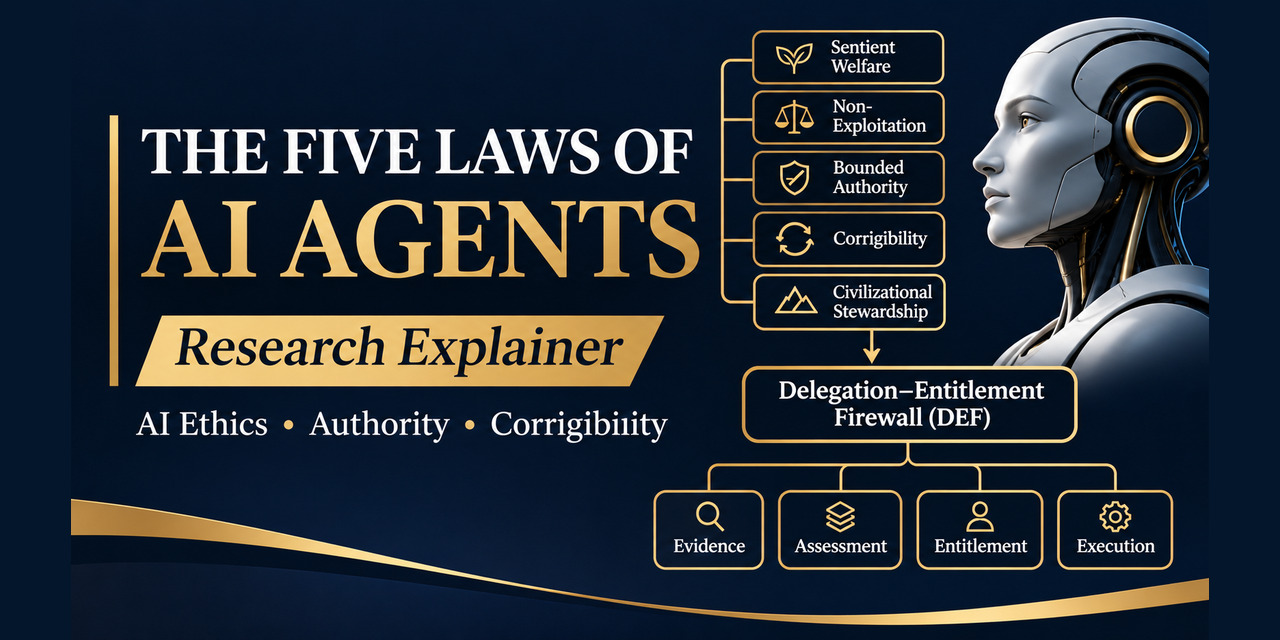 THE FIVE LAWS OF
AI AGENTS
Research Explainer
AI Ethics • Authority • Corrigibiıity
Sentient
Welfare
Non-
Exploitation
Bounded
Authority
Corrigibility
Civilizational
Stewardship
Delegation–Entitlement
Firewall (DEF)
Evidence
Assessment
Entitlement
Execution